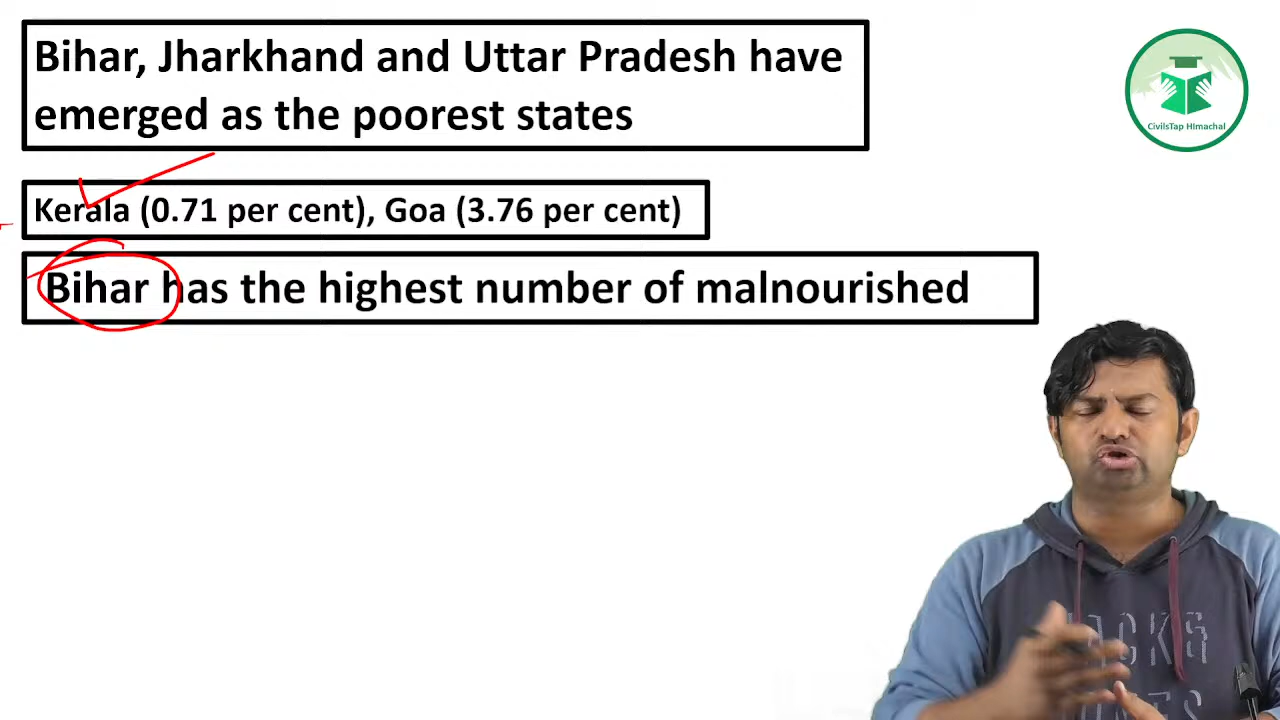 Bihar, Jharkhand and Uttar Pradesh have
emerged as the poorest states
CivilsTap HImachal
Kerala (0.71 per cent), Goa (3.76 per cent)
Bihar has the highest number of malnourished